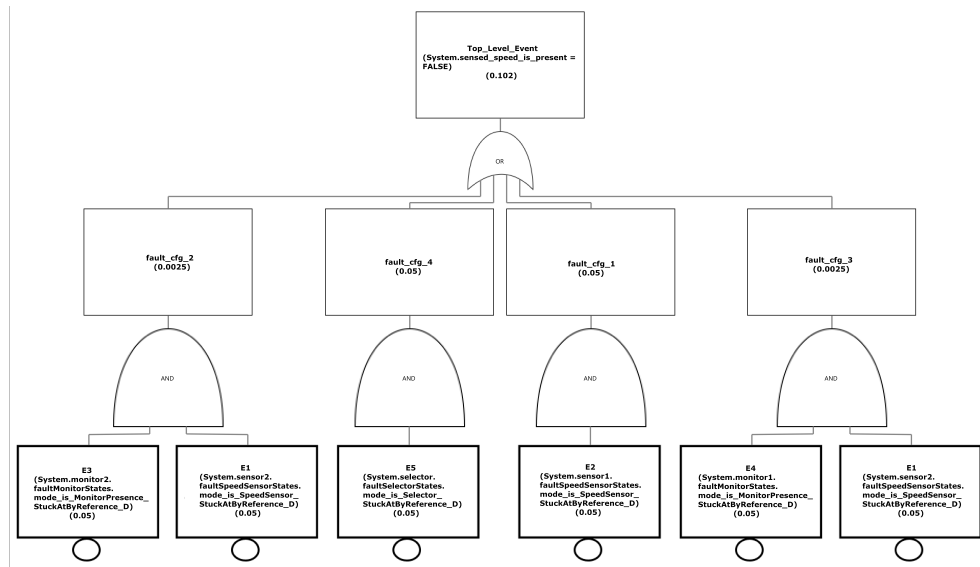 Top_Level_Event
(System.sensed_speed_is_present =
FALSE)
(0.102)
OR
fault_cfg_2
(0.0025)
fault_cfg_4
(0.05)
fault_cfg_1
(0.05)
fault_cfg_3
(0.0025)
AND
AND
AND
AND
E3
(System.monitor2.
faultMonitorStates.
mode_is_MonitorPresence_
StuckAtByReference_D)
(0.05)
E1
(System.sensor2.
faultSpeedSensorStates.
mode_is_SpeedSensor_
StuckAtByReference_D)
(0.05)
E5
(System.selector.
faultSelectorStates.
mode_is_Selector_
StuckAtByReference_D)
(0.05)
E2
(System.sensor1.
faultSpeedSensorStates.
mode_is_SpeedSensor_
StuckAtByReference_D)
(0.05)
E4
(System.monitor1.
faultMonitorStates.
mode_is_MonitorPresence_
StuckAtByReference_D)
(0.05)
E1
(System.sensor2.
faultSpeedSensorStates.
mode_is_SpeedSensor_
StuckAtByReference_D)
(0.05)